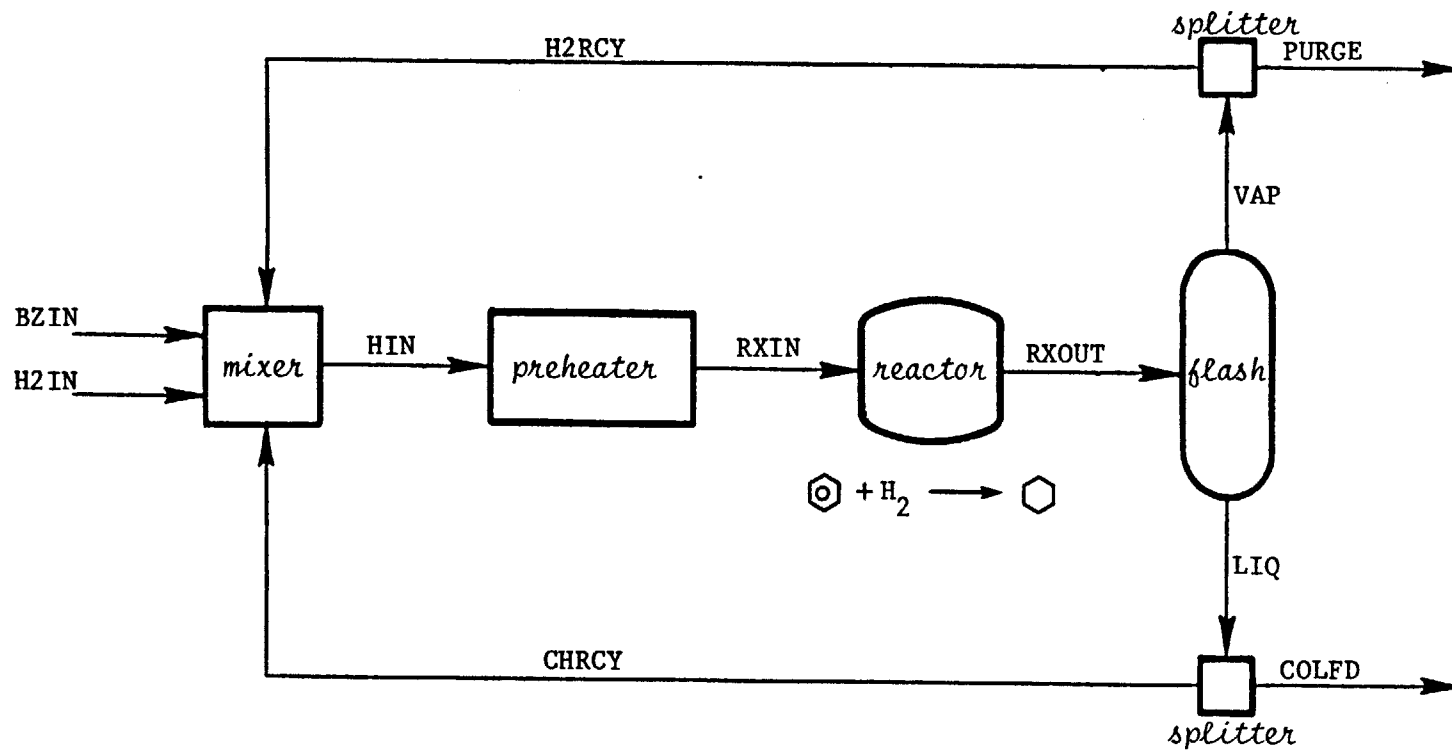 splitter
H2RCY
PURGE
VAP
BZIN
HIN
RXIN
RXOUT
mixer
preheater
reactor
flash
H2IN
+ H2
LIQ
CHRCY
COLFD
splitter